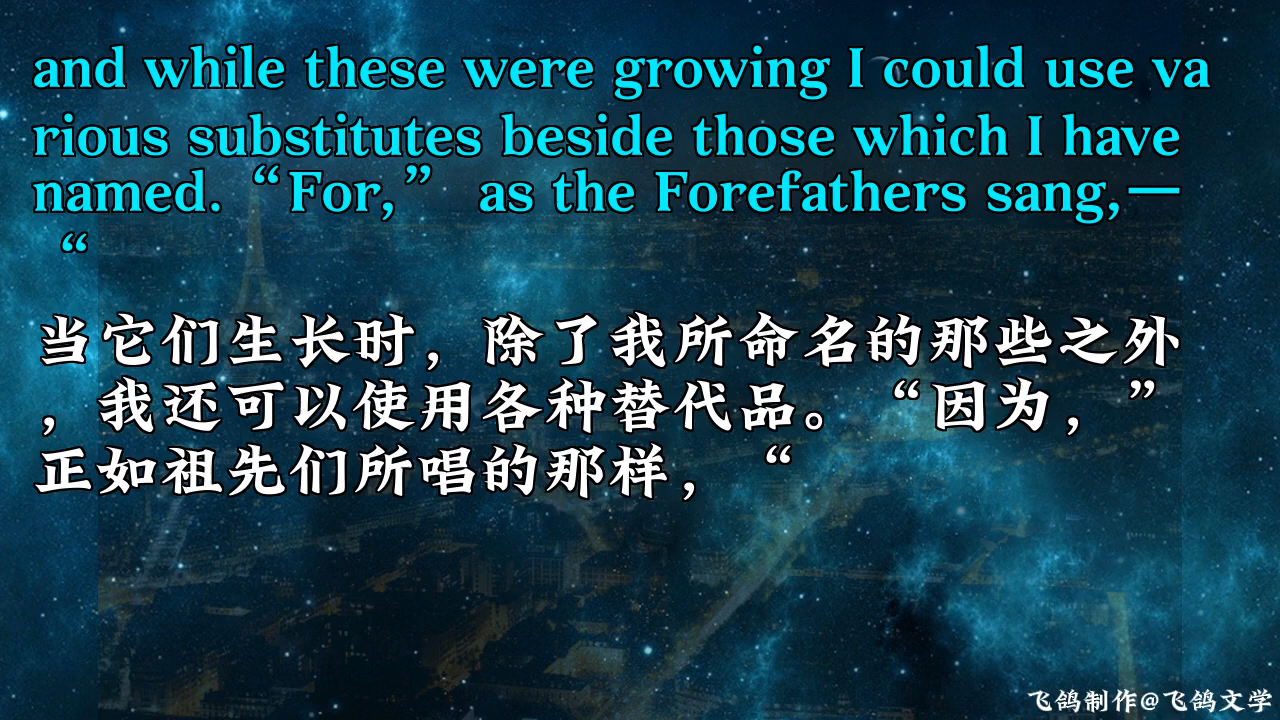 and while these were growing I could use va
rious substitutes beside those which I have
named. “For,” as the Forefathers sang,—
“
当它们生长时，除了我所命名的那些之外
，我还可以使用各种替代品。“因为，”
正如祖先们所唱的那样，“
飞鸽制作@飞鸽文学